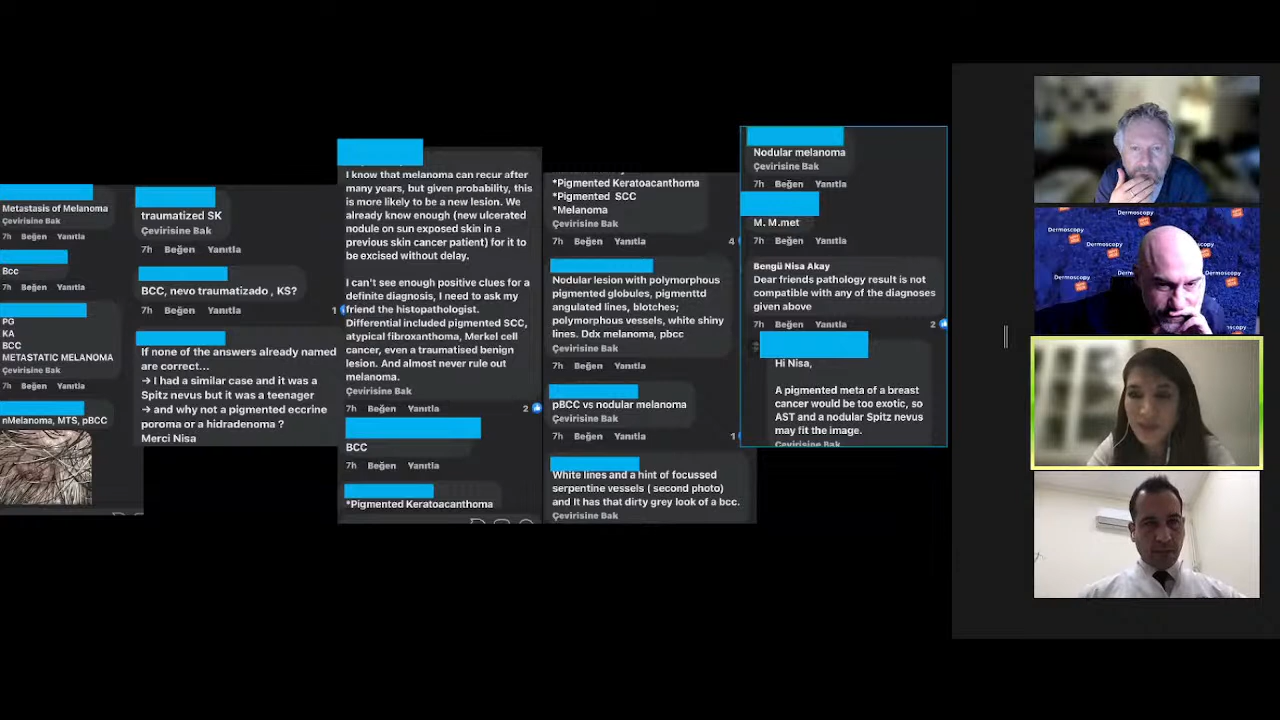 Metastasis of Melanoma
Çevirisine Bak
7h Beğen Yanıtla
Bcc
7h Beğen Yanıtla
PG
KA
BCC
METASTATIC MELANOMA
Çevirisine Bak
7h Beğen Yanıtla
nMelanoma, MTS, pBCC
traumatized SK
Çevirisine Bak
7h Beğen Yanıtla
BCC, nevo traumatizado , KS?
7h Beğen Yanıtla 1
If none of the answers already named
are correct...
→ I had a similar case and it was a
Spitz nevus but it was a teenager
→ and why not a pigmented eccrine
poroma or a hidradenoma ?
Merci Nisa
I know that melanoma can recur after
many years, but given probability, this
is more likely to be a new lesion. We
already know enough (new ulcerated
nodule on sun exposed skin in a
previous skin cancer patient) for it to
be excised without delay.
I can't see enough positive clues for a
definite diagnosis, I need to ask my
friend the histopathologist.
Differential included pigmented SCC,
atypical fibroxanthoma, Merkel cell
cancer, even a traumatised benign
lesion. And almost never rule out
melanoma.
Çevirisine Bak
7h Beğen Yanıtla 2
BCC
7h Beğen Yanıtla
*Pigmented Keratoacanthoma
*Pigmented Keratoacanthoma
*Pigmented SCC
*Melanoma
Çevirisine Bak
7h Beğen Yanıtla 4
Nodular lesion with polymorphous
pigmented globules, pigmenttd
angulated lines, blotches;
polymorphous vessels, white shiny
lines. Ddx melanoma, pbcc
Çevirisine Bak
7h Beğen Yanıtla
pBCC vs nodular melanoma
7h Beğen Yanıtla 1
White lines and a hint of focussed
serpentine vessels ( second photo)
and It has that dirty grey look of a bcc.
Çevirisine Bak
Nodular melanoma
Çevirisine Bak
7h Beğen Yanıtla
M. M.met
7h Beğen Yanıtla
Bengü Nisa Akay
Dear friends pathology result is not
compatible with any of the diagnoses
given above
7h Beğen Yanıtla 2
Hi Nisa,
A pigmented meta of a breast
cancer would be too exotic, so
AST and a nodular Spitz nevus
may fit the image.
Çevirisine Bak
Dermoscopy
Dermoscopy
Dermoscopy
Dermoscopy